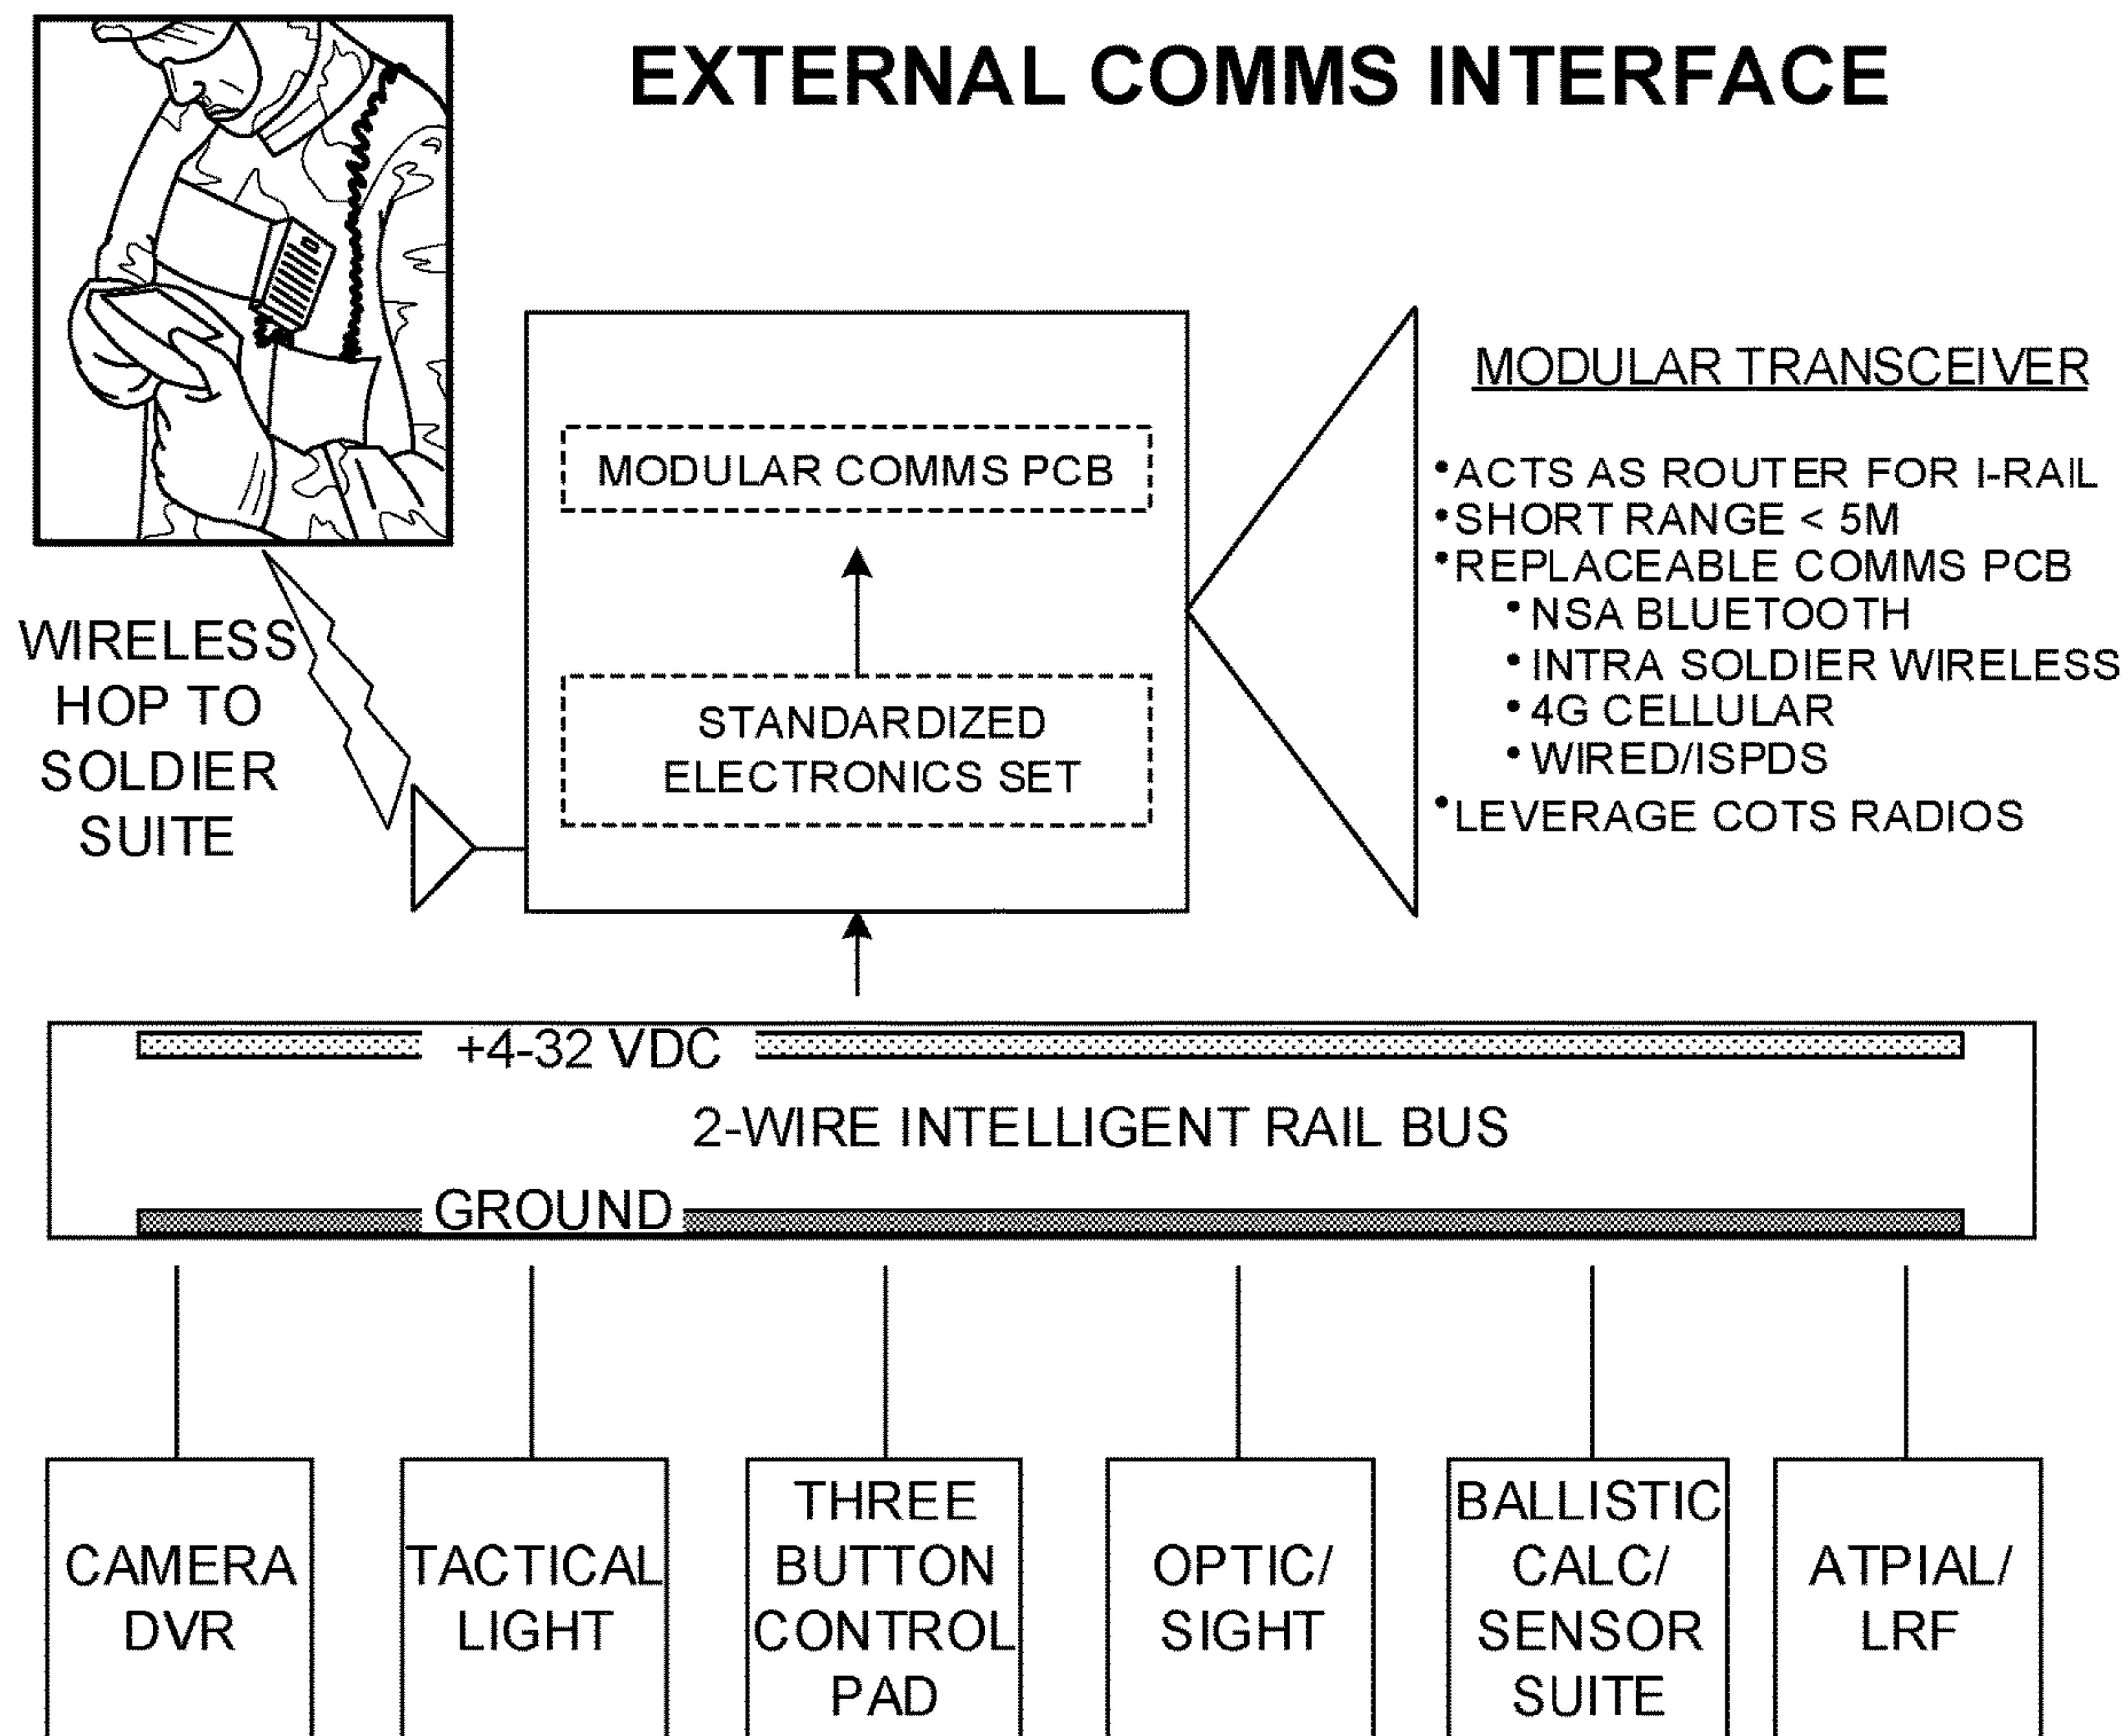 EXTERNAL COMMS INTERFACE
WIRELESS
HOP TO
SOLDIER
SUITE
MODULAR COMMS PCB
STANDARDIZED
ELECTRONICS SET
MODULAR TRANSCEIVER
•ACTS AS ROUTER FOR I-RAIL
•SHORT RANGE < 5M
•REPLACEABLE COMMS PCB
•NSA BLUETOOTH
•INTRA SOLDIER WIRELESS
•4G CELLULAR
•WIRED/ISPDS
•LEVERAGE COTS RADIOS
+4-32 VDC
2-WIRE INTELLIGENT RAIL BUS
GROUND
CAMERA
DVR
TACTICAL
LIGHT
THREE
BUTTON
CONTROL
PAD
OPTIC/
SIGHT
BALLISTIC
CALC/
SENSOR
SUITE
ATPIAL/
LRF